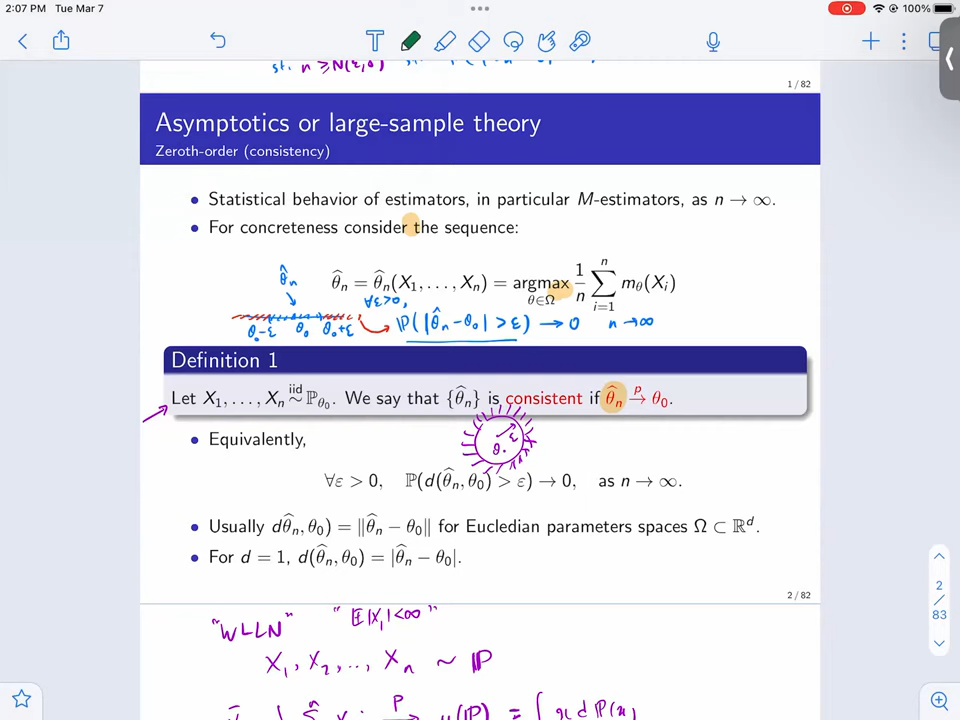 2:07 PM Tue Mar 7
100%
st. n ≥ N(ε,θ)
1 / 82
Asymptotics or large-sample theory
Zeroth-order (consistency)
• Statistical behavior of estimators, in particular M-estimators, as n → ∞.
• For concreteness consider the sequence:
θ̂n
θ̂n = θ̂n(X1, . . . , Xn) = argmax θ∈Ω 1/n ∑ i=1 n mθ(Xi)
∀ε>0,
θ0−ε θ0 θ0+ε ℙ(|θ̂n−θ0|>ε) → 0 n→∞
Definition 1
Let X1, . . . , Xn iid∼ ℙθ0. We say that {θ̂n} is consistent if θ̂n →p θ0.
ε
θ0
• Equivalently,
∀ε > 0, ℙ(d(θ̂n, θ0) > ε) → 0, as n → ∞.
• Usually dθ̂n, θ0) = ‖θ̂n − θ0‖ for Eucledian parameters spaces Ω ⊂ ℝd.
• For d = 1, d(θ̂n, θ0) = |θ̂n − θ0|.
2 / 82
"WLLN" "𝔼|X1|<∞"
X1, X2, .., Xn ~ ℙ
2
/
83